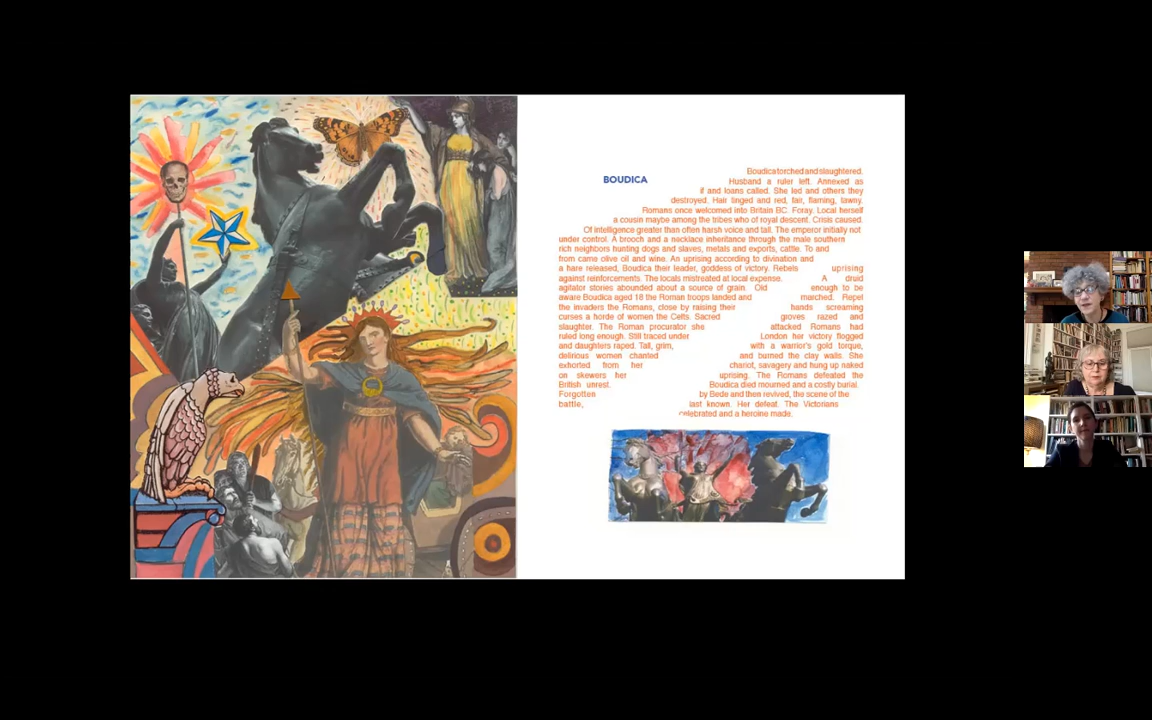 BOUDICA
Boudica torched and slaughtered.
Husband a ruler left. Annexed as
if and loans called. She led and others they
destroyed. Hair tinged and red, fair, flaming, tawny.
Romans once welcomed into Britain BC. Foray. Local herself
a cousin maybe among the tribes who of royal descent. Crisis caused.
Of intelligence greater than often harsh voice and tall. The emperor initially not
under control. A brooch and a necklace inheritance through the male southern
rich neighbors hunting dogs and slaves, metals and exports, cattle. To and
from came olive oil and wine. An uprising according to divination and
a hare released, Boudica their leader, goddess of victory. Rebels uprising
against reinforcements. The locals mistreated at local expense. A druid
agitator stories abounded about a source of grain. Old enough to be
aware Boudica aged 18 the Roman troops landed and marched. Repel
the invaders the Romans, close by raising their hands screaming
curses a horde of women the Celts. Sacred groves razed and
slaughter. The Roman procurator she attacked Romans had
ruled long enough. Still traced under London her victory flogged
and daughters raped. Tall, grim, with a warrior's gold torque,
delirious women chanted and burned the clay walls. She
exhorted from her chariot, savagery and hung up naked
on skewers her uprising. The Romans defeated the
British unrest. Boudica died mourned and a costly burial.
Forgotten by Bede and then revived, the scene of the
battle, last known. Her defeat. The Victorians
celebrated and a heroine made.